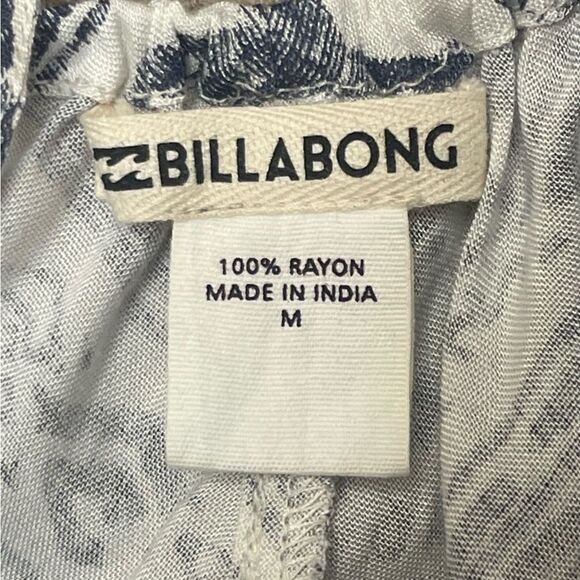 BILLABONG
100% RAYON
MADE IN INDIA
M